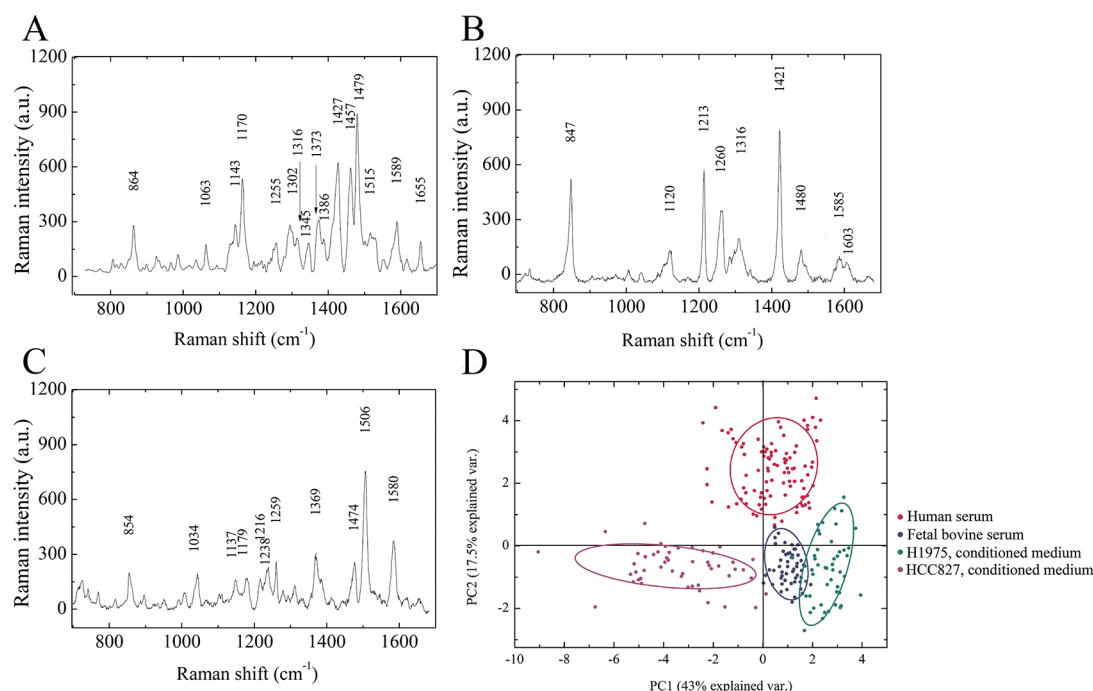 A
1200
900
600
300
0
Raman intensity (a.u.)
864
1063
1143
1170
1255
1302
1316
1345
1373
1386
1427
1457
1479
1515
1589
1655
800 1000 1200 1400 1600
Raman shift (cm-1)
B
1200
900
600
300
0
Raman intensity (a.u.)
847
1120
1213
1260
1316
1421
1480
1585
1603
800 1000 1200 1400 1600
Raman shift (cm-1)
C
1200
900
600
300
0
Raman intensity (a.u.)
854
1034
1137
1179
1216
1238
1259
1369
1474
1506
1580
800 1000 1200 1400 1600
Raman shift (cm-1)
D
4
2
0
-2
PC2 (17.5% explained var.)
-10 -8 -6 -4 -2 0 2 4
PC1 (43% explained var.)
Human serum
Fetal bovine serum
H1975, conditioned medium
HCC827, conditioned medium